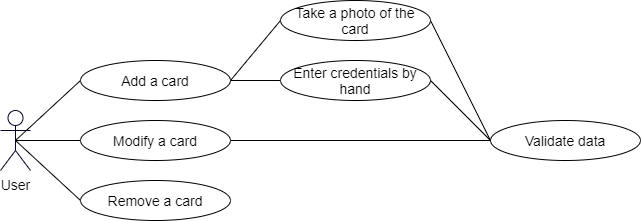 Take a photo of the
card
Enter credentials by
hand
Add a card
Modify a card
Validate data
User
Remove a card